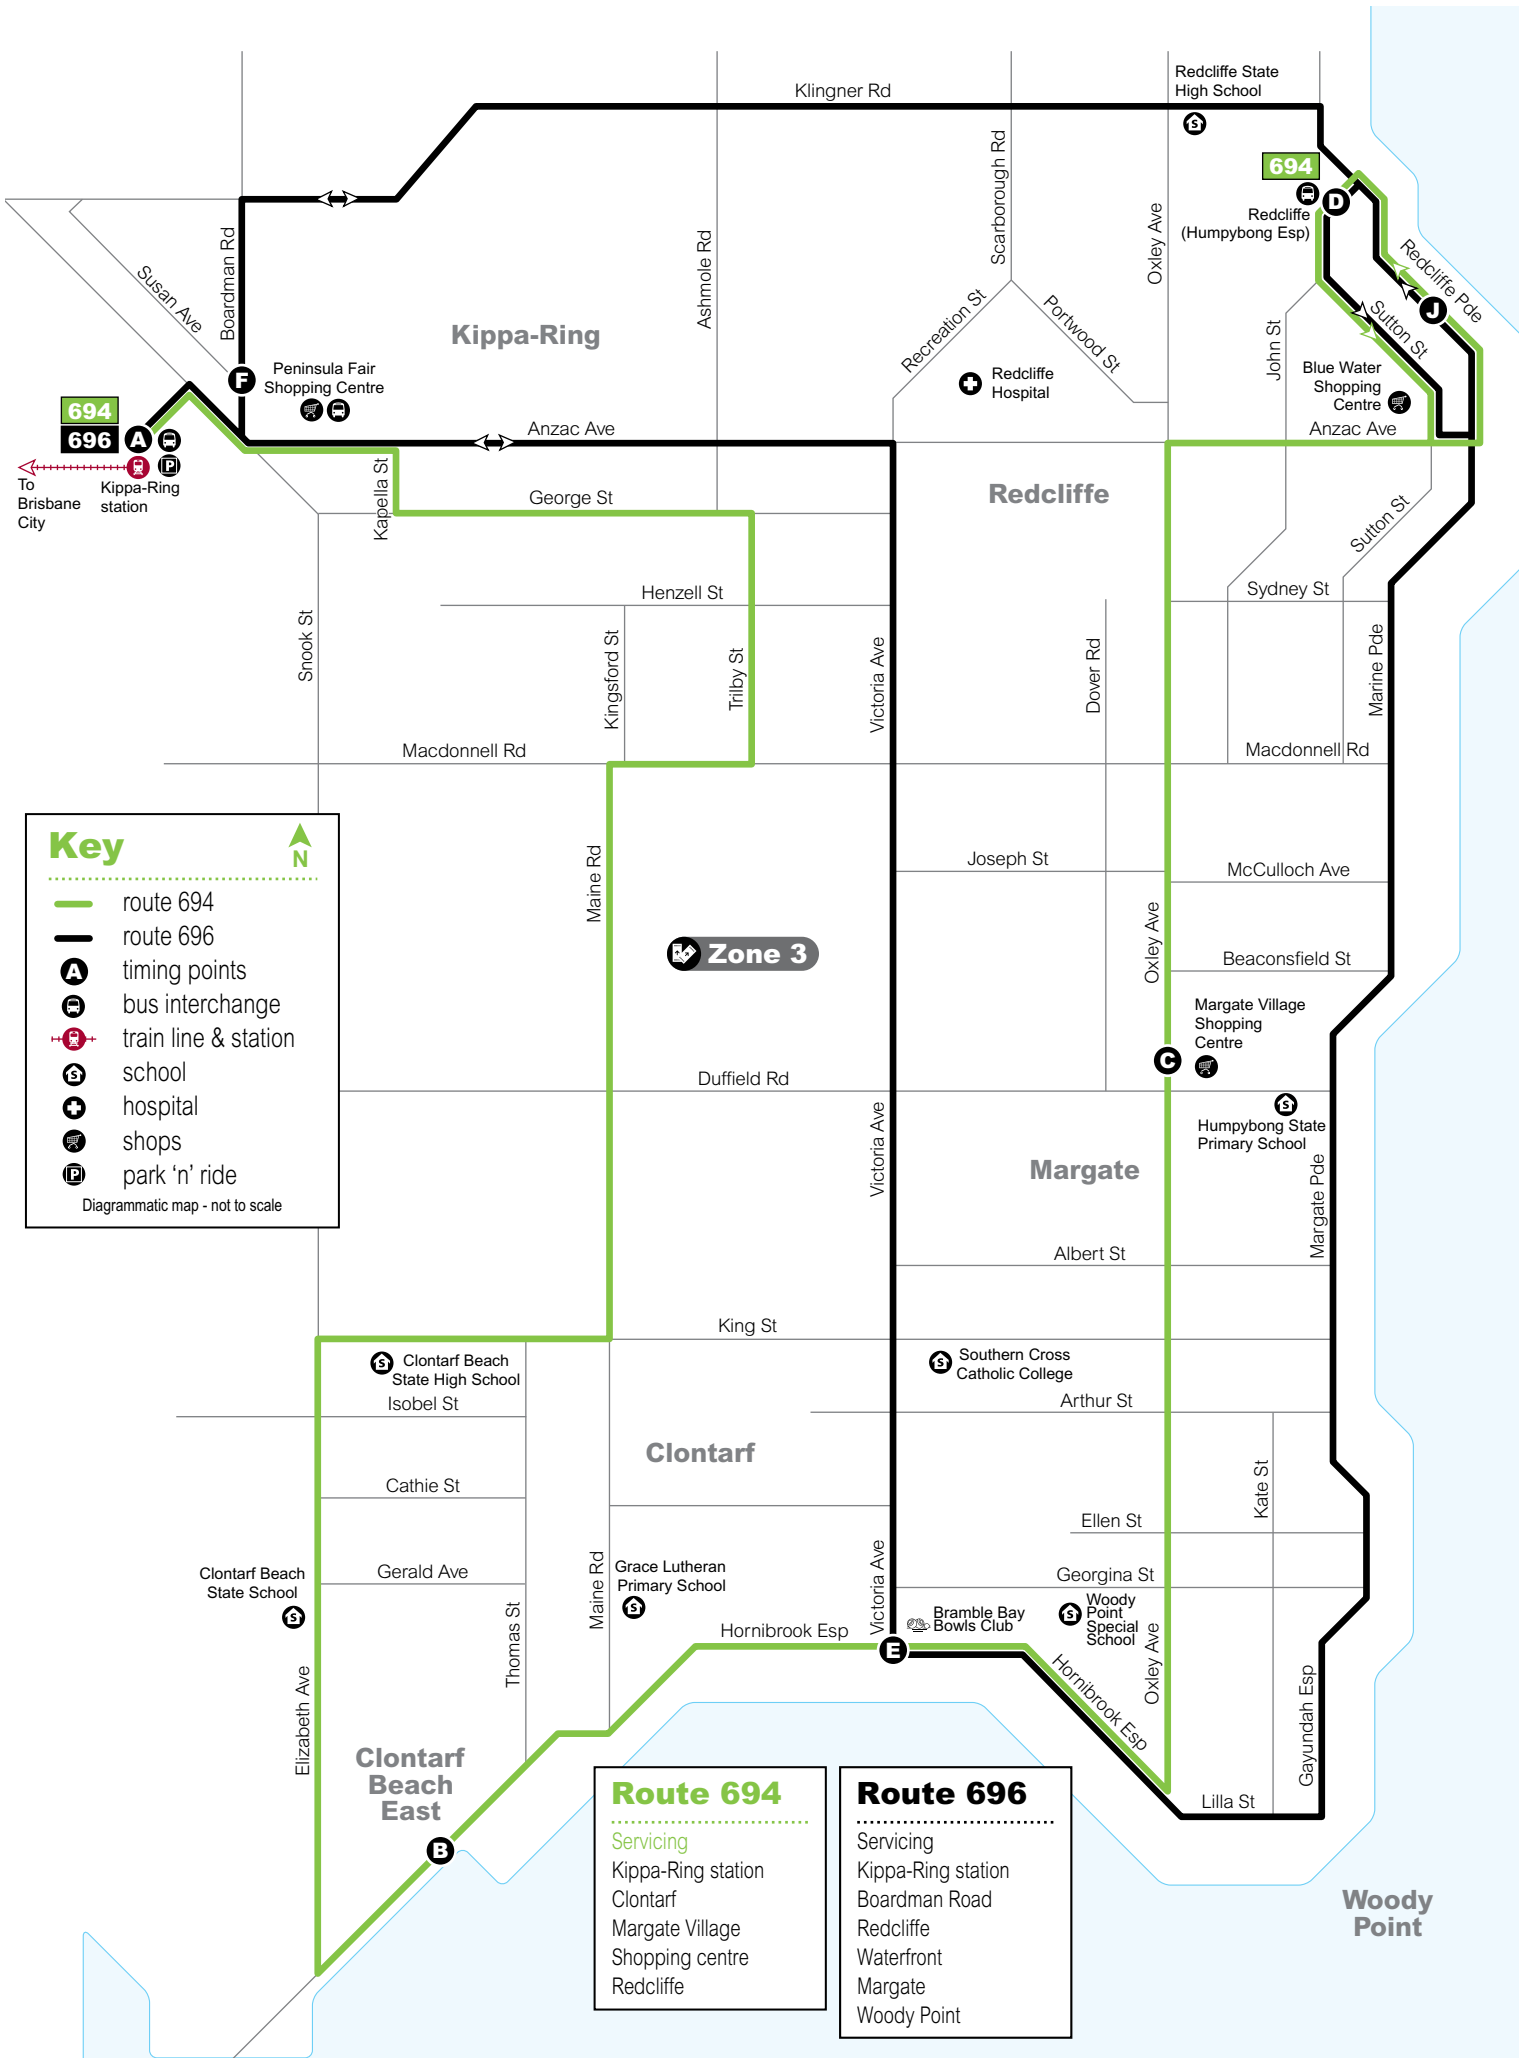 Klingner Rd
Redcliffe State
High School
Scarborough Rd
Oxley Ave
694
D
Redcliffe
(Humpybong Esp)
Boardman Rd
Susan Ave
Ashmole Rd
Redcliffe Pde
J
Sutton St
Kippa-Ring
Recreation St
Portwood St
John St
F
Peninsula Fair
Shopping Centre
Redcliffe
Hospital
Blue Water
Shopping
Centre
694
696
A
P
Anzac Ave
Anzac Ave
To
Brisbane
City
Kippa-Ring
station
Kapella St
George St
Redcliffe
Sutton St
Henzell St
Sydney St
Snook St
Kingsford St
Trilby St
Victoria Ave
Dover Rd
Marine Pde
Macdonnell Rd
Macdonnell Rd
Key
N
route 694
route 696
A timing points
bus interchange
train line & station
S school
hospital
shops
P park ‘n’ ride
Diagrammatic map - not to scale
Maine Rd
Joseph St
McCulloch Ave
Zone 3
Oxley Ave
Beaconsfield St
Margate Village
Shopping
Centre
C
Duffield Rd
Humpybong State
Primary School
Victoria Ave
Margate
Margate Pde
Albert St
King St
Clontarf Beach
State High School
Southern Cross
Catholic College
Isobel St
Arthur St
Clontarf
Cathie St
Kate St
Ellen St
Clontarf Beach
State School
Gerald Ave
Maine Rd
Grace Lutheran
Primary School
Victoria Ave
Georgina St
Thomas St
Hornibrook Esp
E
Bramble Bay
Bowls Club
Woody
Point
Special
School
Oxley Ave
Elizabeth Ave
Hornibrook Esp
Gayundah Esp
Clontarf
Beach
East
B
Lilla St
Route 694
Servicing
Kippa-Ring station
Clontarf
Margate Village
Shopping centre
Redcliffe
Route 696
Servicing
Kippa-Ring station
Boardman Road
Redcliffe
Waterfront
Margate
Woody Point
Woody
Point